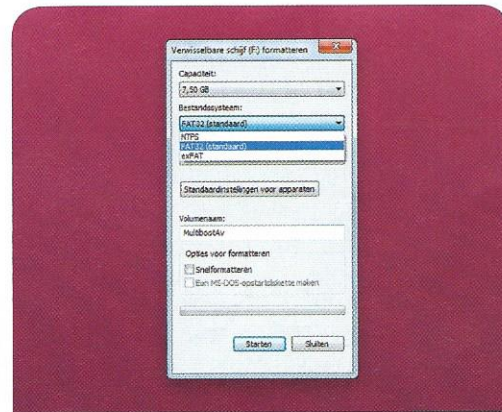 Verwisselbare schijf (F:) formatteren
Capaciteit:
7,50 GB
Bestandssysteem:
FAT32 (standaard)
NTFS
FAT32 (standaard)
exFAT
Standaardinstellingen voor apparaten
Volumenaam:
MultibootAv
Opties voor formatteren
Snelformatteren
Een MS-DOS-opstartdiskette maken
Starten
Sluiten